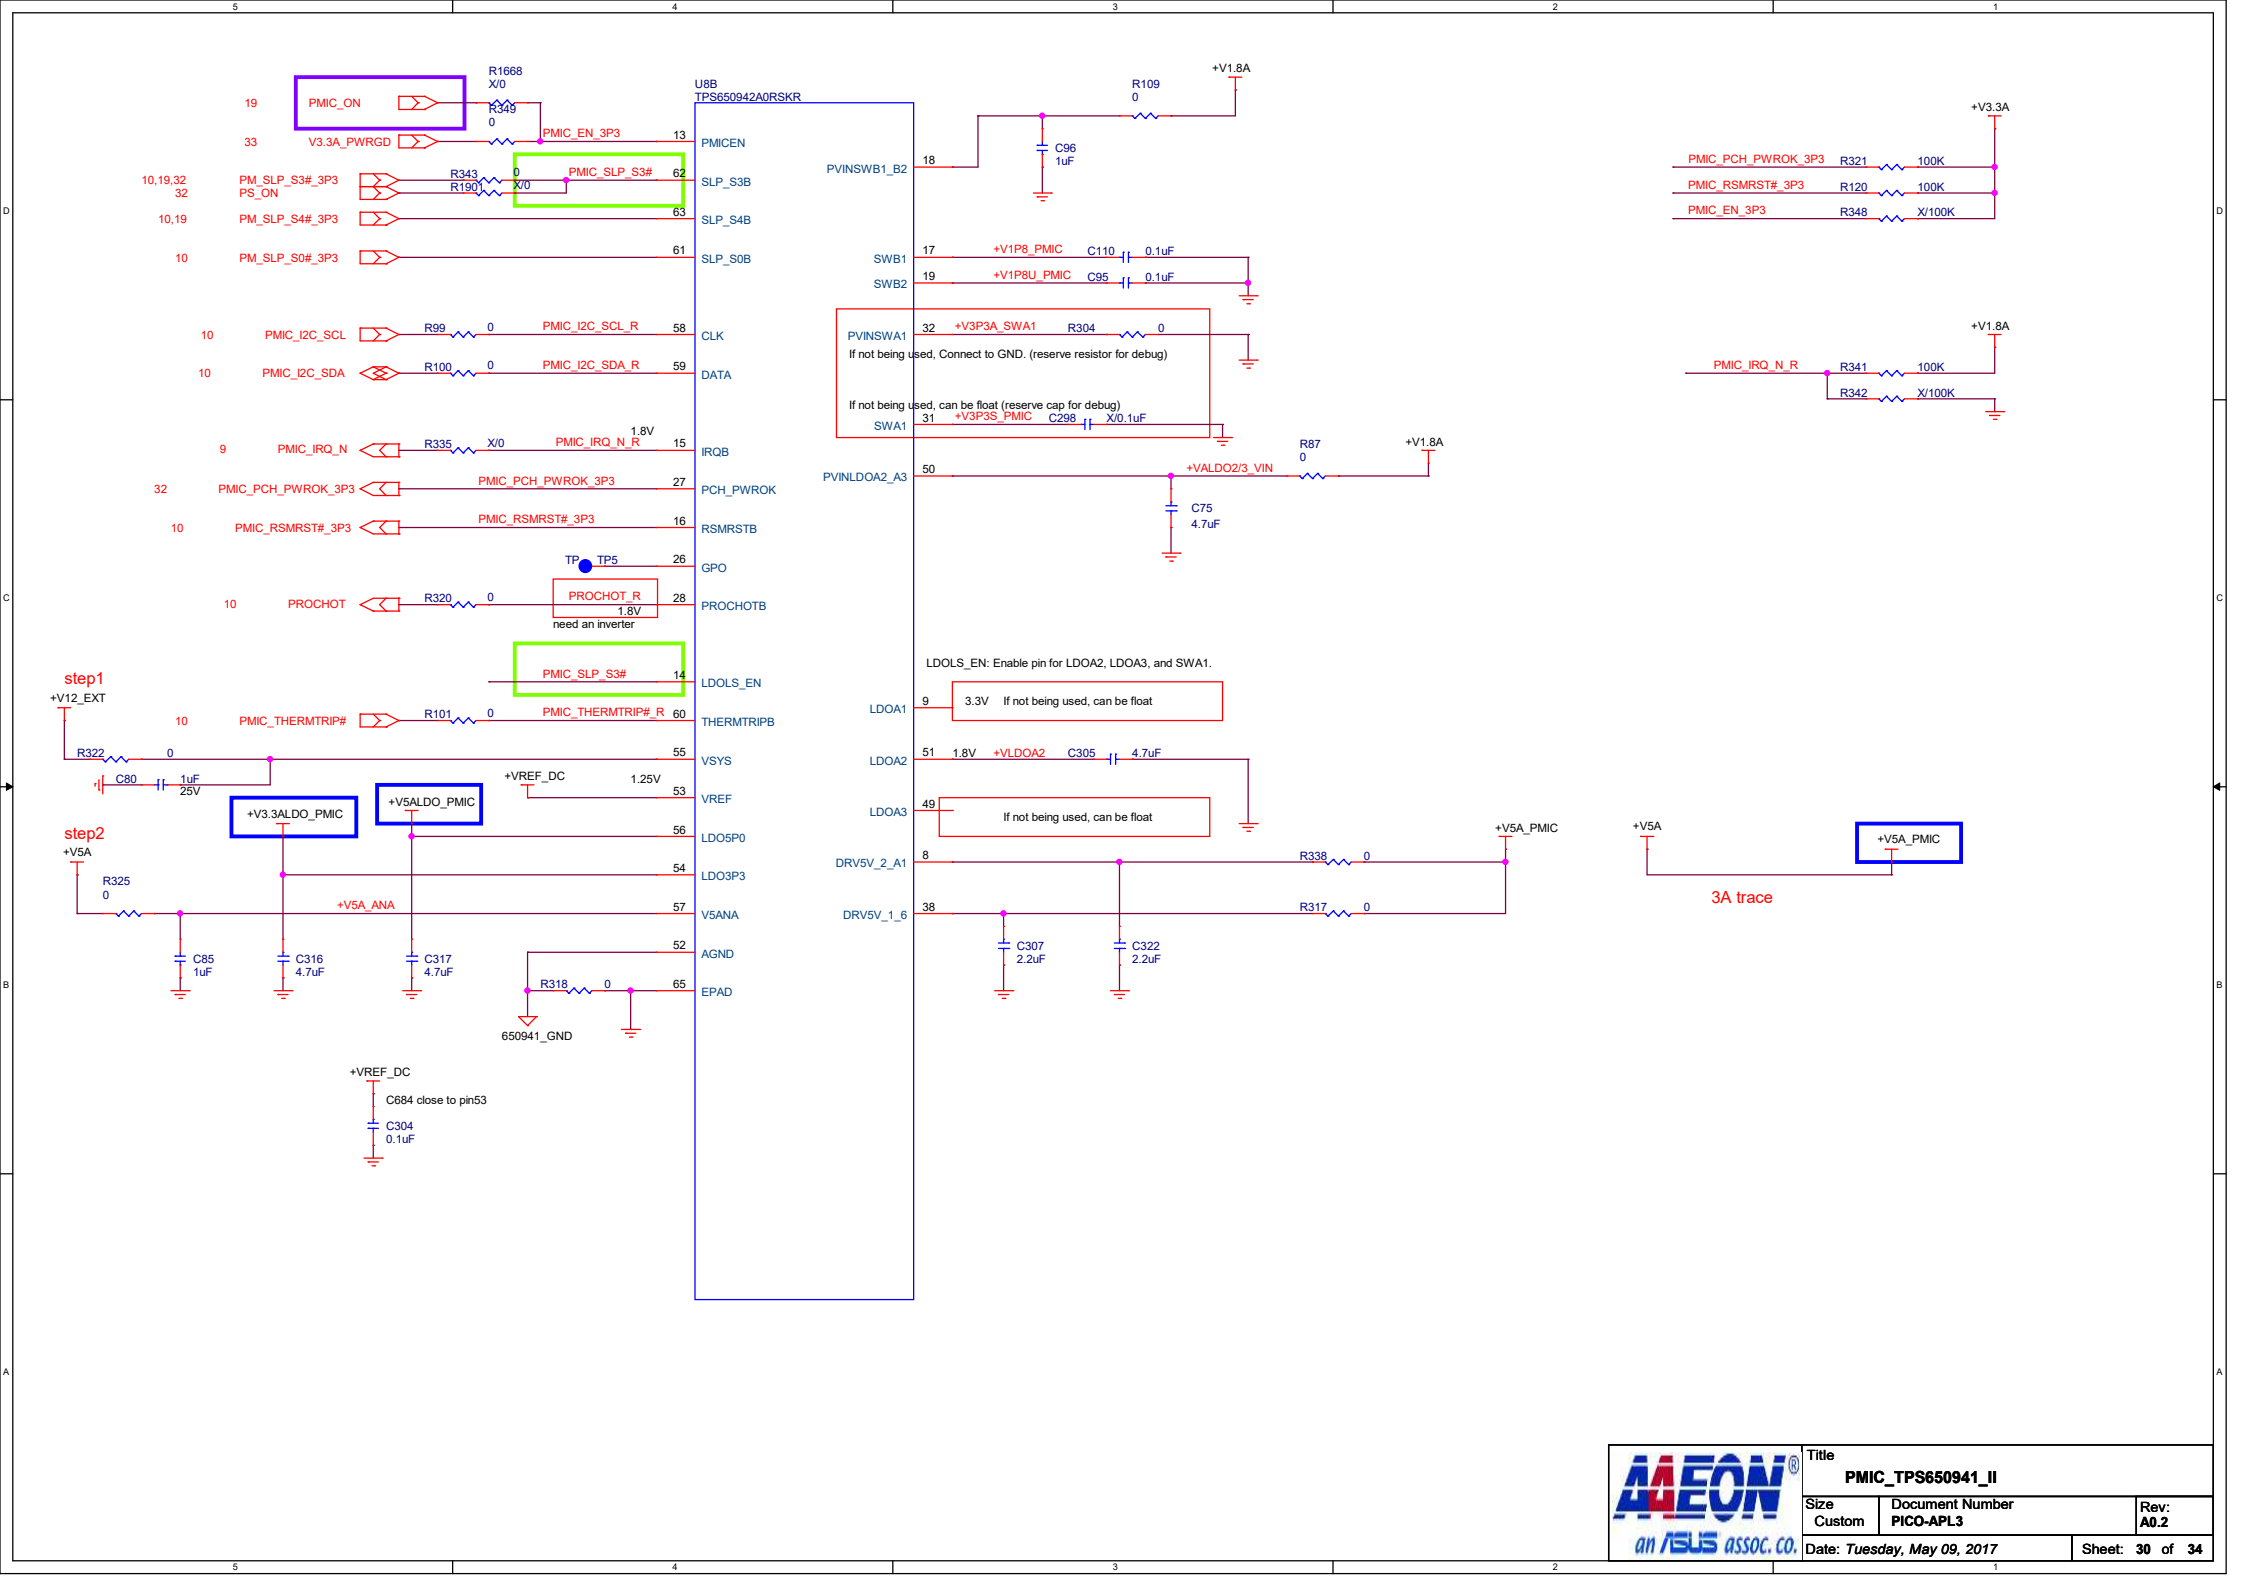 5 4 3 2 1
R1668
X/0
19 PMIC_ON
R349
0
33 V3.3A_PWRGD
PMIC_EN_3P3 13 PMICEN
10,19,32 PM_SLP_S3#_3P3 R343 0 PMIC_SLP_S3# 62 SLP_S3B
32 PS_ON R1901 X/0
10,19 PM_SLP_S4#_3P3 63 SLP_S4B
10 PM_SLP_S0#_3P3 61 SLP_S0B
10 PMIC_I2C_SCL R99 0 PMIC_I2C_SCL_R 58 CLK
10 PMIC_I2C_SDA R100 0 PMIC_I2C_SDA_R 59 DATA
1.8V
9 PMIC_IRQ_N R335 X/0 PMIC_IRQ_N_R 15 IRQB
32 PMIC_PCH_PWROK_3P3 PMIC_PCH_PWROK_3P3 27 PCH_PWROK
10 PMIC_RSMRST#_3P3 PMIC_RSMRST#_3P3 16 RSMRSTB
TP TP5 26 GPO
10 PROCHOT R320 0 PROCHOT_R 28 PROCHOTB
1.8V
need an inverter
PMIC_SLP_S3# 14 LDOLS_EN
step1
+V12_EXT
10 PMIC_THERMTRIP# R101 0 PMIC_THERMTRIP#_R 60 THERMTRIPB
R322 0 55 VSYS
C80 1uF
25V
+VREF_DC 1.25V
53 VREF
+V3.3ALDO_PMIC +V5ALDO_PMIC
step2
+V5A
56 LDO5P0
54 LDO3P3
R325
0
+V5A_ANA 57 V5ANA
52 AGND
C85
1uF
C316
4.7uF
C317
4.7uF
R318 0 65 EPAD
650941_GND
+VREF_DC
C684 close to pin53
C304
0.1uF
U8B
TPS650942A0RSKR
+V1.8A
R109
0
C96
1uF
PVINSWB1_B2 18
SWB1 17 +V1P8_PMIC C110 0.1uF
SWB2 19 +V1P8U_PMIC C95 0.1uF
PVINSWA1 32 +V3P3A_SWA1 R304 0
If not being used, Connect to GND. (reserve resistor for debug)
If not being used, can be float (reserve cap for debug)
SWA1 31 +V3P3S_PMIC C298 X/0.1uF
R87
0
+V1.8A
PVINLDOA2_A3 50 +VALDO2/3_VIN
C75
4.7uF
LDOLS_EN: Enable pin for LDOA2, LDOA3, and SWA1.
LDOA1 9 3.3V If not being used, can be float
LDOA2 51 1.8V +VLDOA2 C305 4.7uF
LDOA3 49 If not being used, can be float
+V5A_PMIC
DRV5V_2_A1 8 R338 0
DRV5V_1_6 38 R317 0
C307
2.2uF
C322
2.2uF
+V3.3A
PMIC_PCH_PWROK_3P3 R321 100K
PMIC_RSMRST#_3P3 R120 100K
PMIC_EN_3P3 R348 X/100K
+V1.8A
PMIC_IRQ_N_R R341 100K
R342 X/100K
+V5A +V5A_PMIC
3A trace
D D
C C
B B
A A
AAEON®
an ASUS assoc. co.
Title
PMIC_TPS650941_II
Size Document Number Rev:
Custom PICO-APL3 A0.2
Date: Tuesday, May 09, 2017 Sheet: 30 of 34
5 4 3 2 1